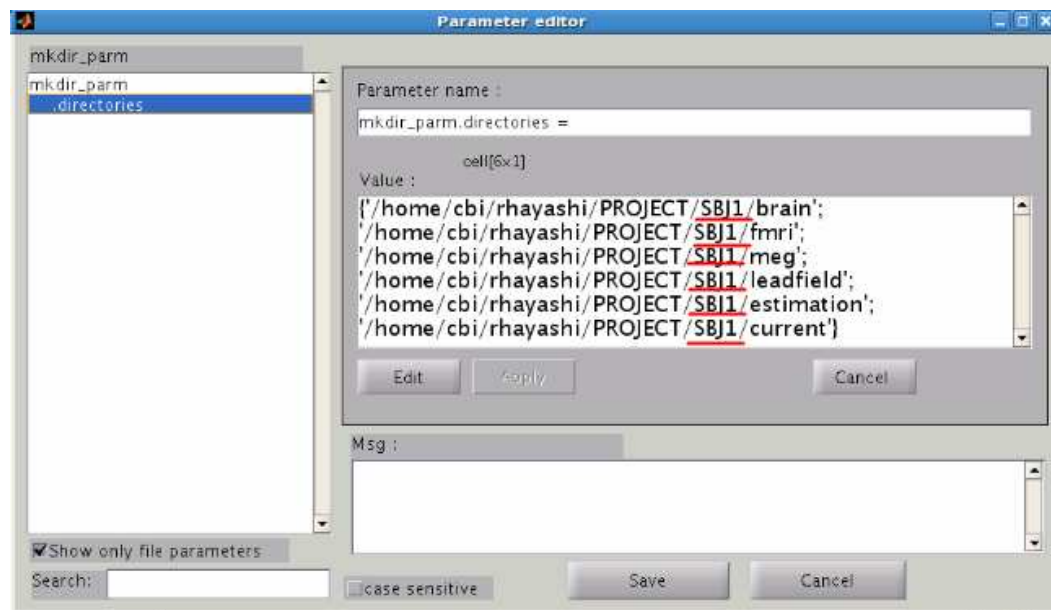 Parameter editor
mkdir_parm
mkdir_parm
.directories
Parameter name :
mkdir_parm.directories =
cell[6x1]
Value :
{'/home/cbi/rhayashi/PROJECT/SBJ1/brain';
'/home/cbi/rhayashi/PROJECT/SBJ1/fmri';
'/home/cbi/rhayashi/PROJECT/SBJ1/meg';
'/home/cbi/rhayashi/PROJECT/SBJ1/leadfield';
'/home/cbi/rhayashi/PROJECT/SBJ1/estimation';
'/home/cbi/rhayashi/PROJECT/SBJ1/current'}
Edit Apply Cancel
Msg :
Show only file parameters
Search:
case sensitive
Save Cancel